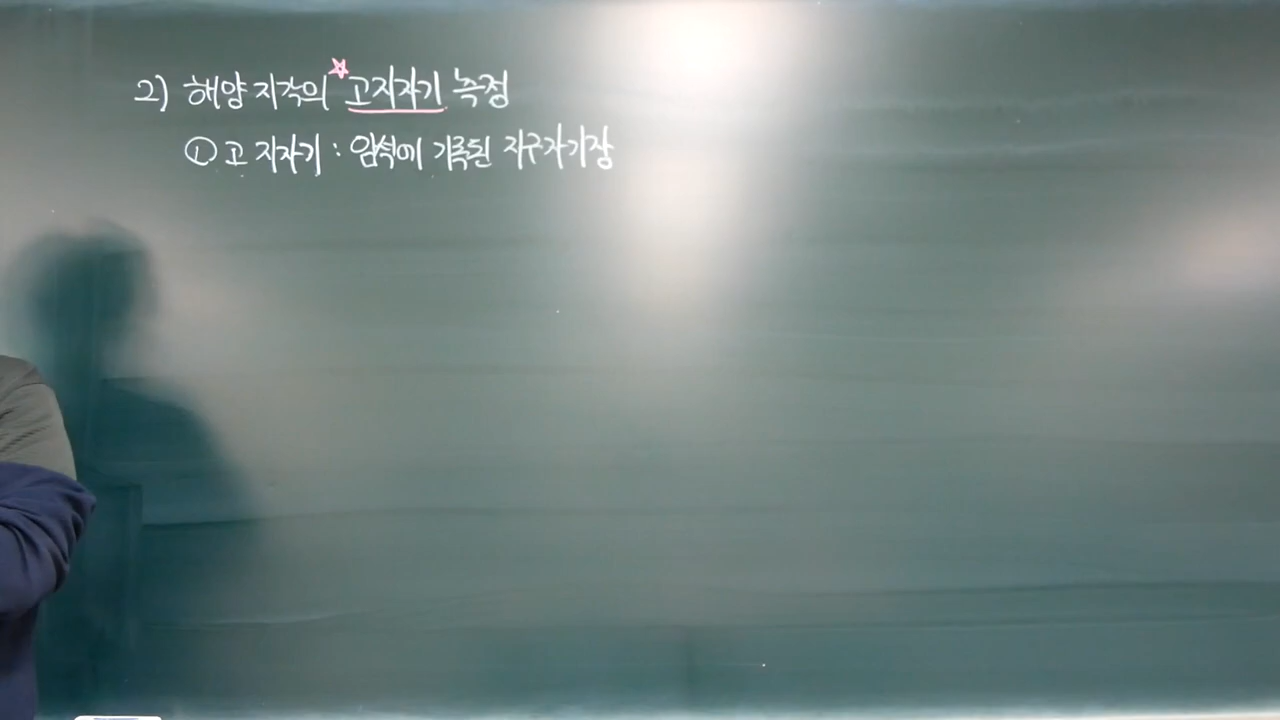 2) 해양 지각의 고지자기 측정
① 고 지자기 : 암석에 기록된 지구자기장